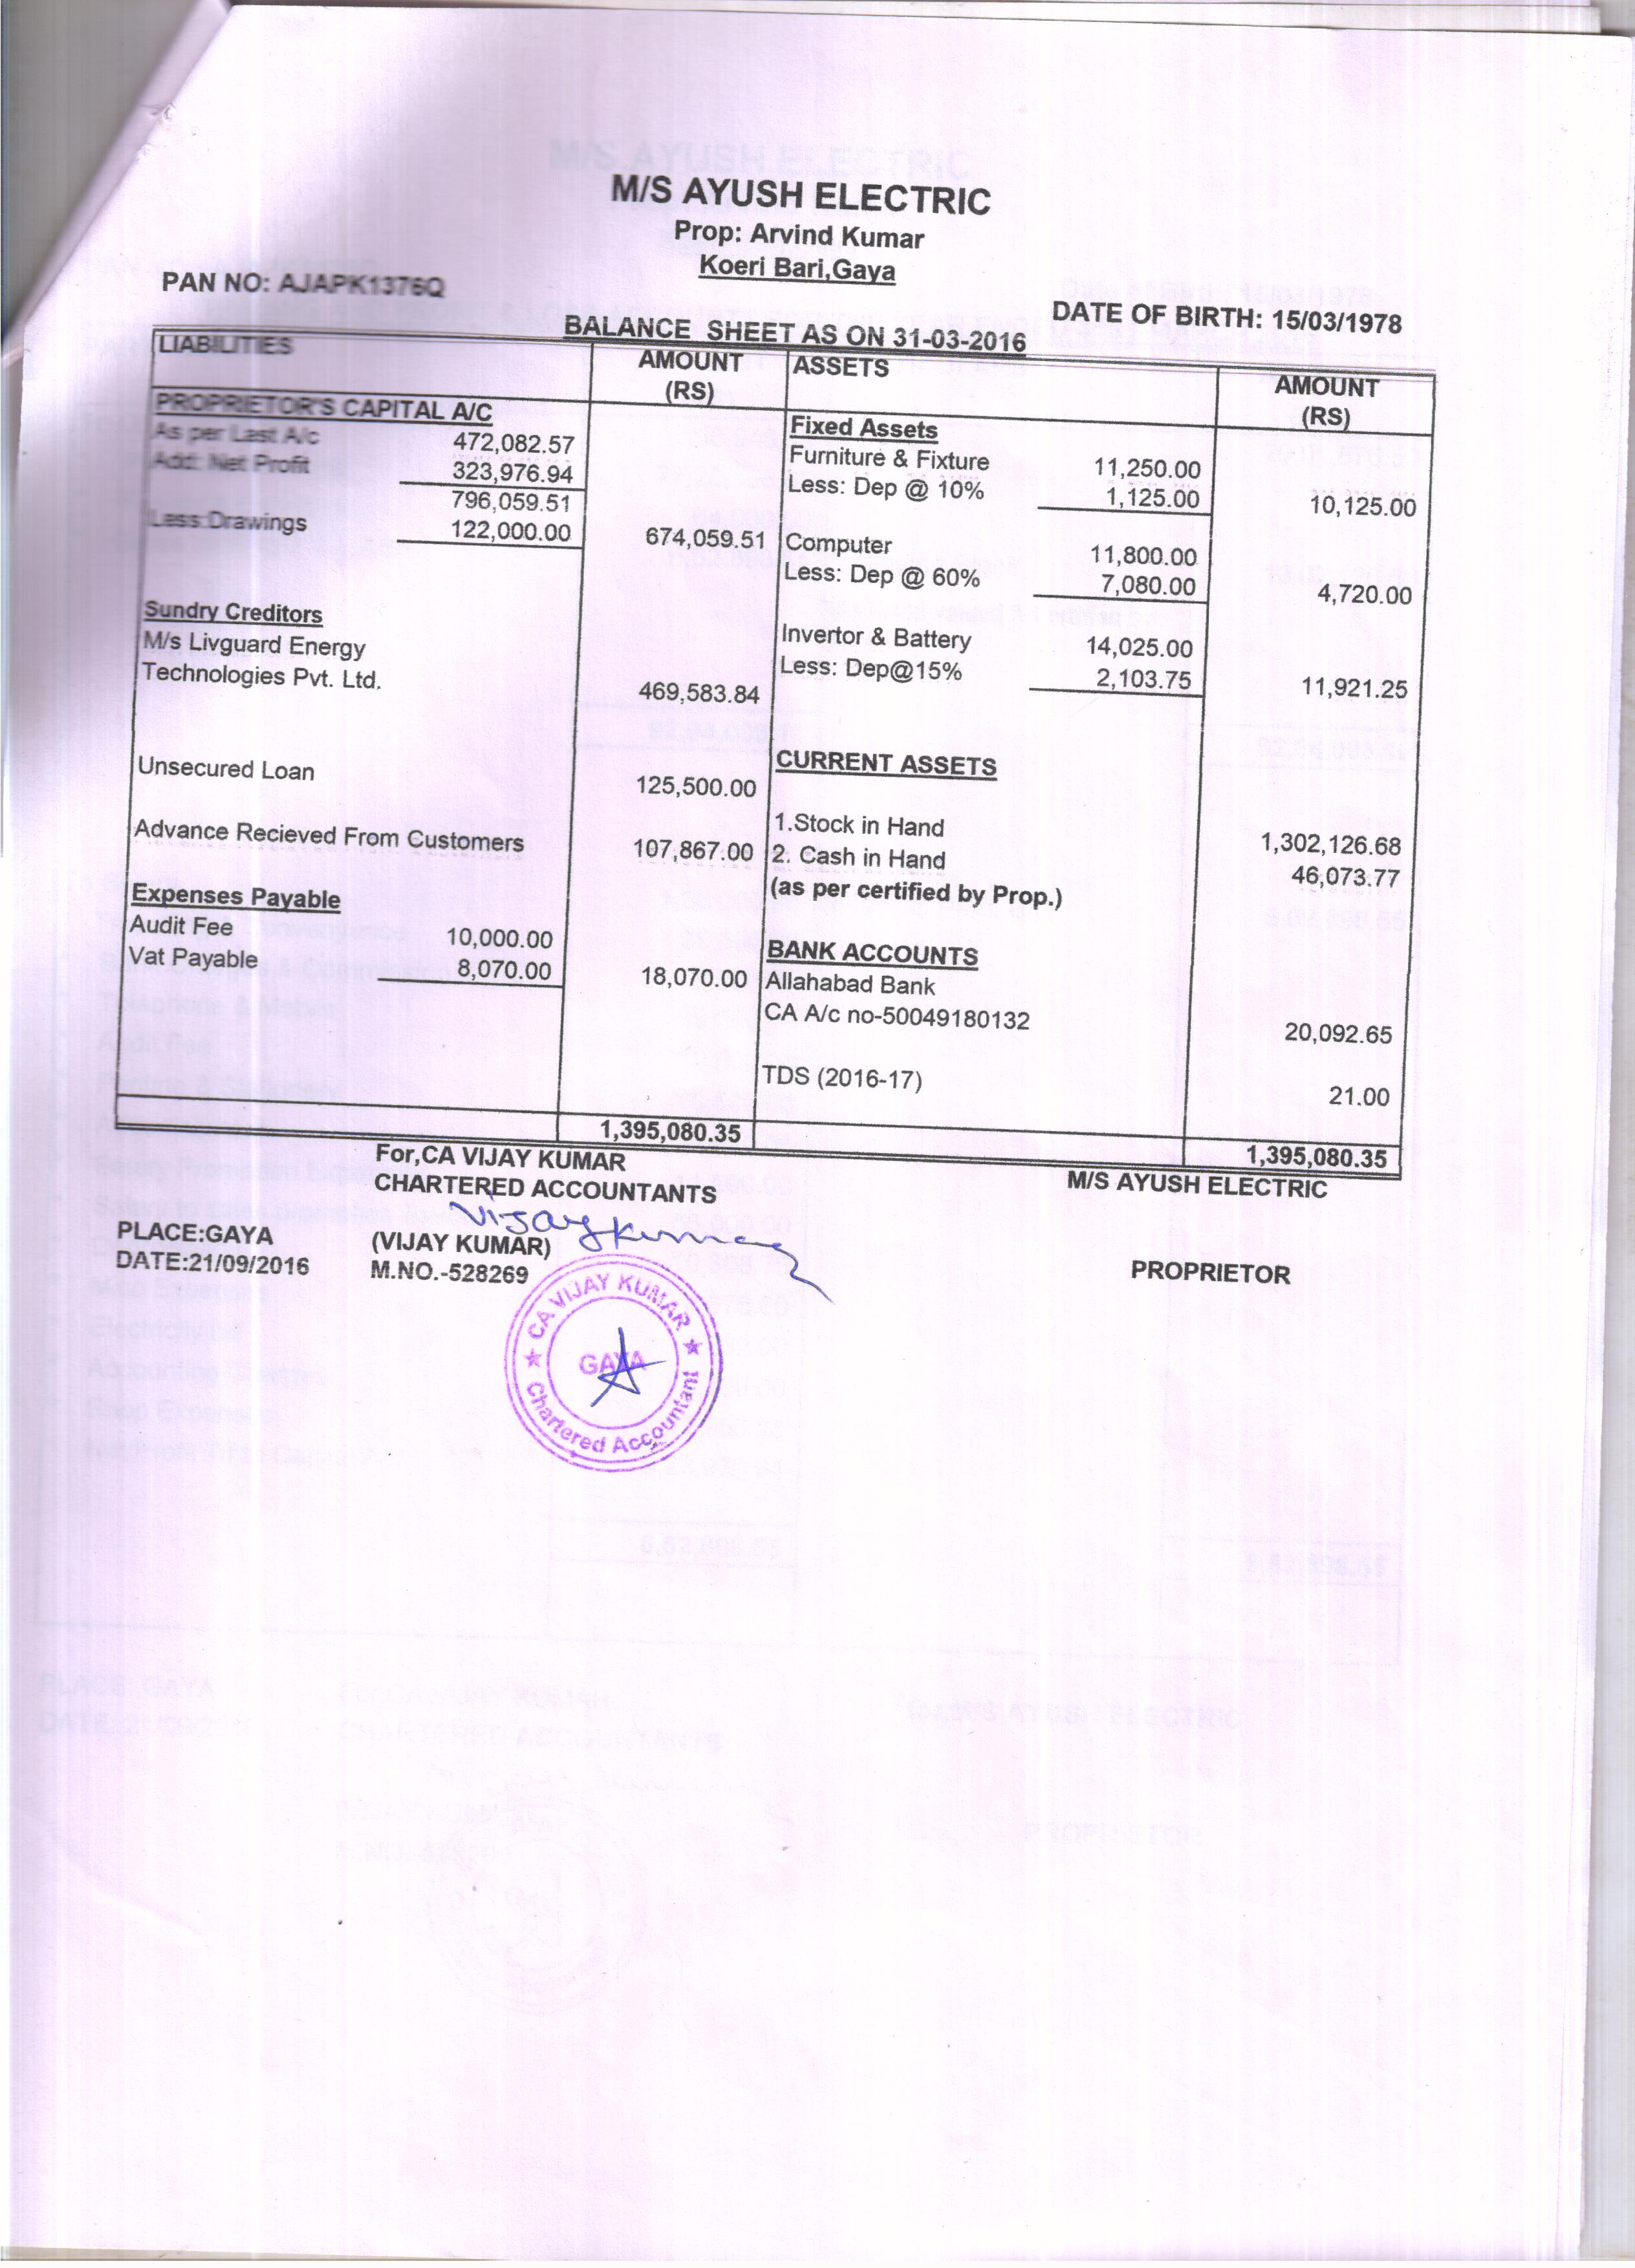 M/S AYUSH ELECTRIC
Prop: Arvind Kumar
Koeri Bari,Gaya
PAN NO: AJAPK1376Q
DATE OF BIRTH: 15/03/1978
BALANCE SHEET AS ON 31-03-2016
LIABILITIES AMOUNT (RS) ASSETS AMOUNT (RS)
PROPRIETOR'S CAPITAL A/C
As per Last A/c 472,082.57
Add: Net Profit 323,976.94
796,059.51
Less:Drawings 122,000.00 674,059.51
Sundry Creditors
M/s Livguard Energy
Technologies Pvt. Ltd. 469,583.84
Unsecured Loan 125,500.00
Advance Recieved From Customers 107,867.00
Expenses Payable
Audit Fee 10,000.00
Vat Payable 8,070.00 18,070.00
1,395,080.35
Fixed Assets
Furniture & Fixture 11,250.00
Less: Dep @ 10% 1,125.00 10,125.00
Computer 11,800.00
Less: Dep @ 60% 7,080.00 4,720.00
Invertor & Battery 14,025.00
Less: Dep@15% 2,103.75 11,921.25
CURRENT ASSETS
1.Stock in Hand 1,302,126.68
2. Cash in Hand 46,073.77
(as per certified by Prop.)
BANK ACCOUNTS
Allahabad Bank
CA A/c no-50049180132 20,092.65
TDS (2016-17) 21.00
1,395,080.35
For,CA VIJAY KUMAR
CHARTERED ACCOUNTANTS
M/S AYUSH ELECTRIC
Vijay Kumar
PLACE:GAYA
(VIJAY KUMAR)
DATE:21/09/2016
M.NO.-528269
PROPRIETOR
CA VIJAY KUMAR
GAYA
Chartered Accountant